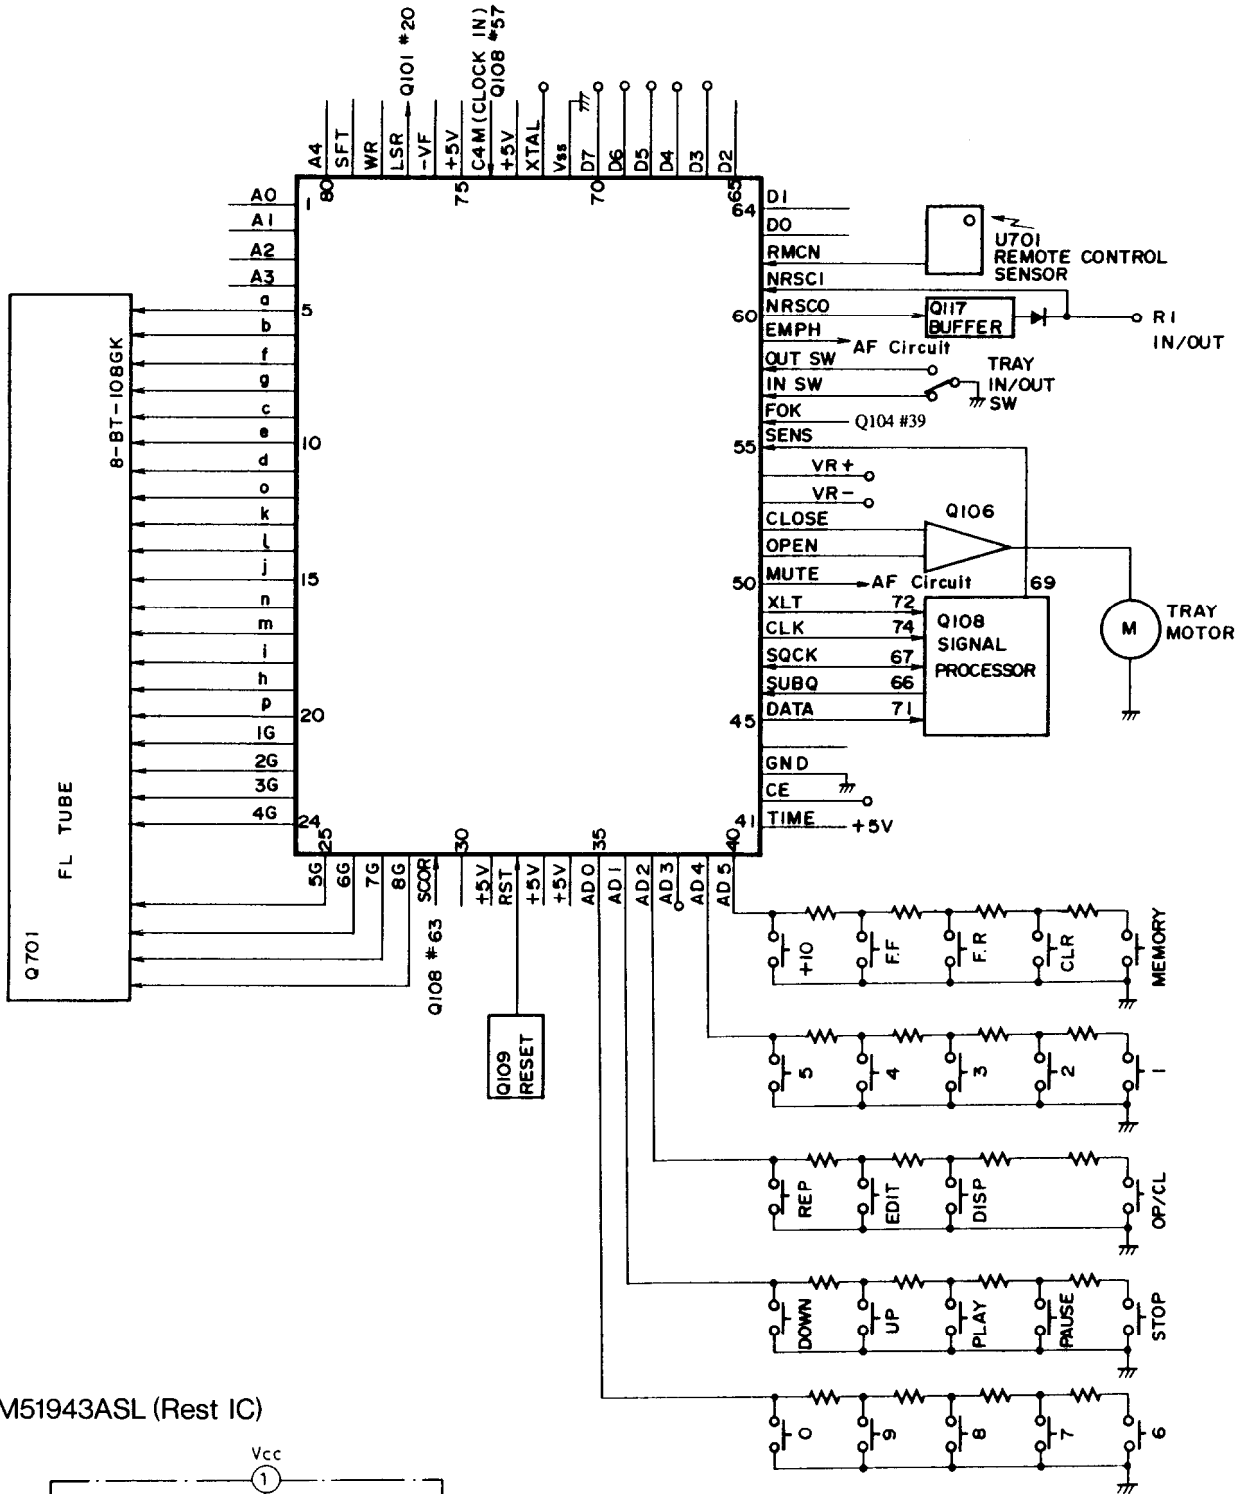 Q101 #20
Q108 #57
A4
SFT
WR
LSR
-VF
+5V
C4M (CLOCK IN)
+5V
XTAL
Vss
D7
D6
D5
D4
D3
D2
80
75
70
65
A0
A1
A2
A3
a
b
f
g
c
e
d
o
k
l
j
n
m
i
h
p
1G
2G
3G
4G
1
5
10
15
20
24
8-BT-108GK
FL TUBE
Q701
64
60
55
50
45
41
D1
D0
RMCN
NRSCI
NRSCO
EMPH
OUT SW
IN SW
FOK
SENS
VR+
VR-
CLOSE
OPEN
MUTE
XLT
CLK
SQCK
SUBQ
DATA
GND
CE
TIME
+5V
U701
REMOTE CONTROL
SENSOR
Q117
BUFFER
R1
IN/OUT
AF Circuit
TRAY
IN/OUT
SW
Q104 #39
Q106
AF Circuit
69
72
74
67
66
71
Q108
SIGNAL
PROCESSOR
M
TRAY
MOTOR
25
30
35
40
5G
6G
7G
8G
SCOR
+5V
RST
+5V
+5V
AD0
AD1
AD2
AD3
AD4
AD5
Q108 #63
Q109
RESET
+10
F.F
F.R
CLR
MEMORY
5
4
3
2
1
REP
EDIT
DISP
OP/CL
DOWN
UP
PLAY
PAUSE
STOP
0
9
8
7
6
M51943ASL (Rest IC)
Vcc
1